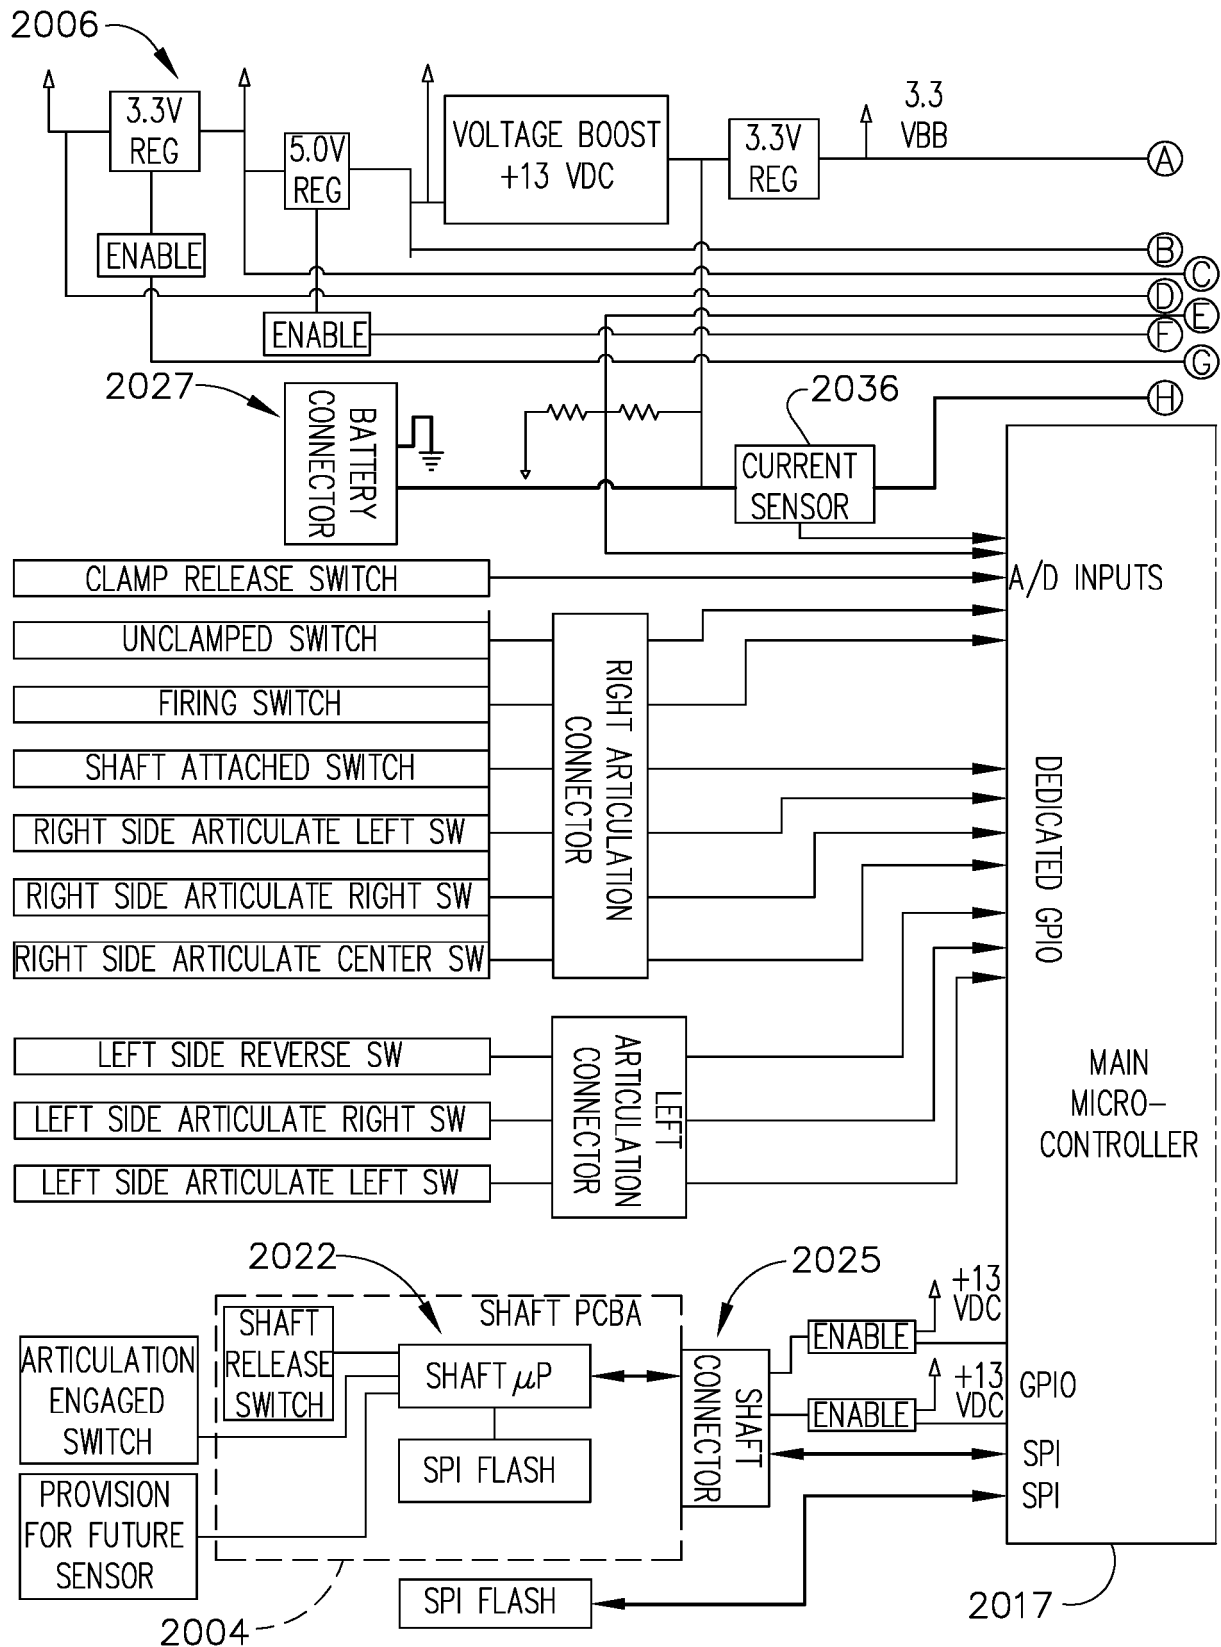 2006
3.3V
REG
5.0V
REG
VOLTAGE BOOST
+13 VDC
3.3V
REG
3.3
VBB
A
ENABLE
B
C
D
E
ENABLE
F
G
2027
BATTERY
CONNECTOR
2036
H
CURRENT
SENSOR
CLAMP RELEASE SWITCH
A/D INPUTS
UNCLAMPED SWITCH
FIRING SWITCH
SHAFT ATTACHED SWITCH
RIGHT SIDE ARTICULATE LEFT SW
RIGHT SIDE ARTICULATE RIGHT SW
RIGHT SIDE ARTICULATE CENTER SW
RIGHT ARTICULATION
CONNECTOR
DEDICATED GPIO
LEFT SIDE REVERSE SW
LEFT SIDE ARTICULATE RIGHT SW
LEFT SIDE ARTICULATE LEFT SW
LEFT
ARTICULATION
CONNECTOR
MAIN
MICRO-
CONTROLLER
2022
2025
SHAFT PCBA
SHAFT
RELEASE
SWITCH
ARTICULATION
ENGAGED
SWITCH
SHAFT µP
SPI FLASH
SHAFT
CONNECTOR
ENABLE
+13
VDC
ENABLE
+13
VDC
GPIO
SPI
SPI
PROVISION
FOR FUTURE
SENSOR
SPI FLASH
2004
2017